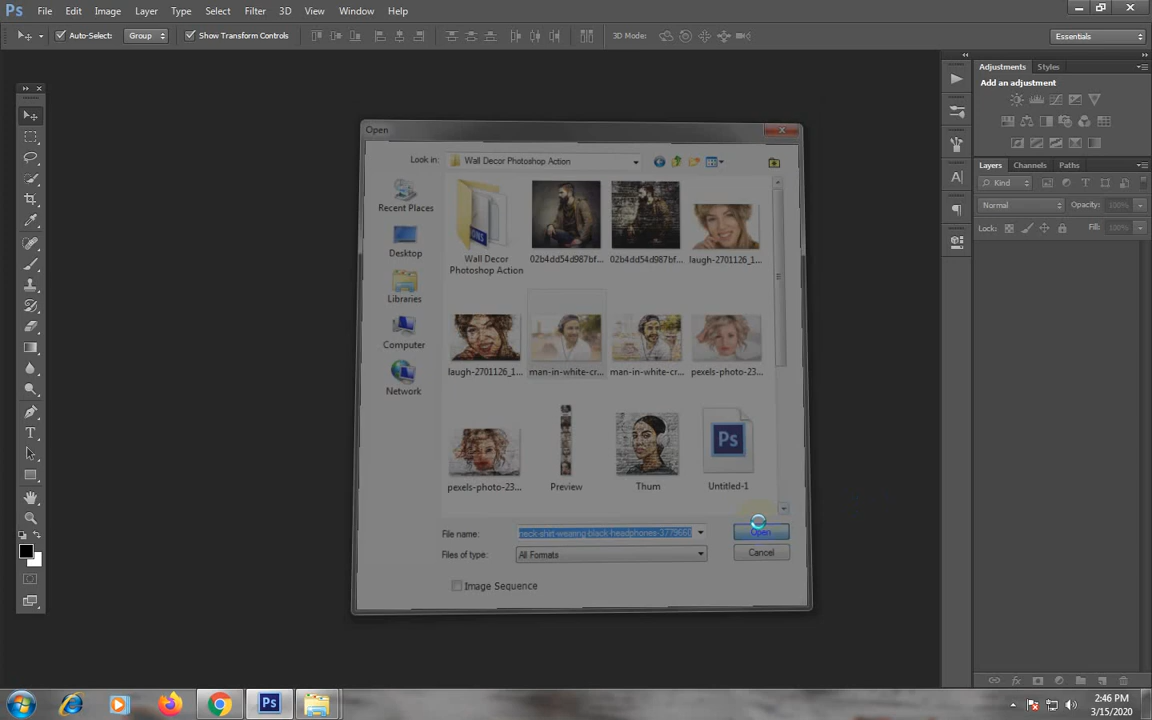 Ps File Edit Image Layer Type Select Filter 3D View Window Help
Auto-Select: Group Show Transform Controls 3D Mode: Essentials
Adjustments Styles
Add an adjustment
Layers Channels Paths
Kind
Normal Opacity: 100%
Lock: Fill: 100%
Open
Look in: Wall Decor Photoshop Action
Recent Places
Desktop
Libraries
Computer
Network
Wall Decor
Photoshop Action
02b4dd54d987bf...
02b4dd54d987bf...
laugh-2701126_1...
laugh-2701126_1...
man-in-white-cr...
man-in-white-cr...
pexels-photo-23...
pexels-photo-23...
Preview
Thum
Untitled-1
File name: neck-shirt-wearing-black-headphones-3779660 Open
Files of type: All Formats Cancel
Image Sequence
2:46 PM
3/15/2020